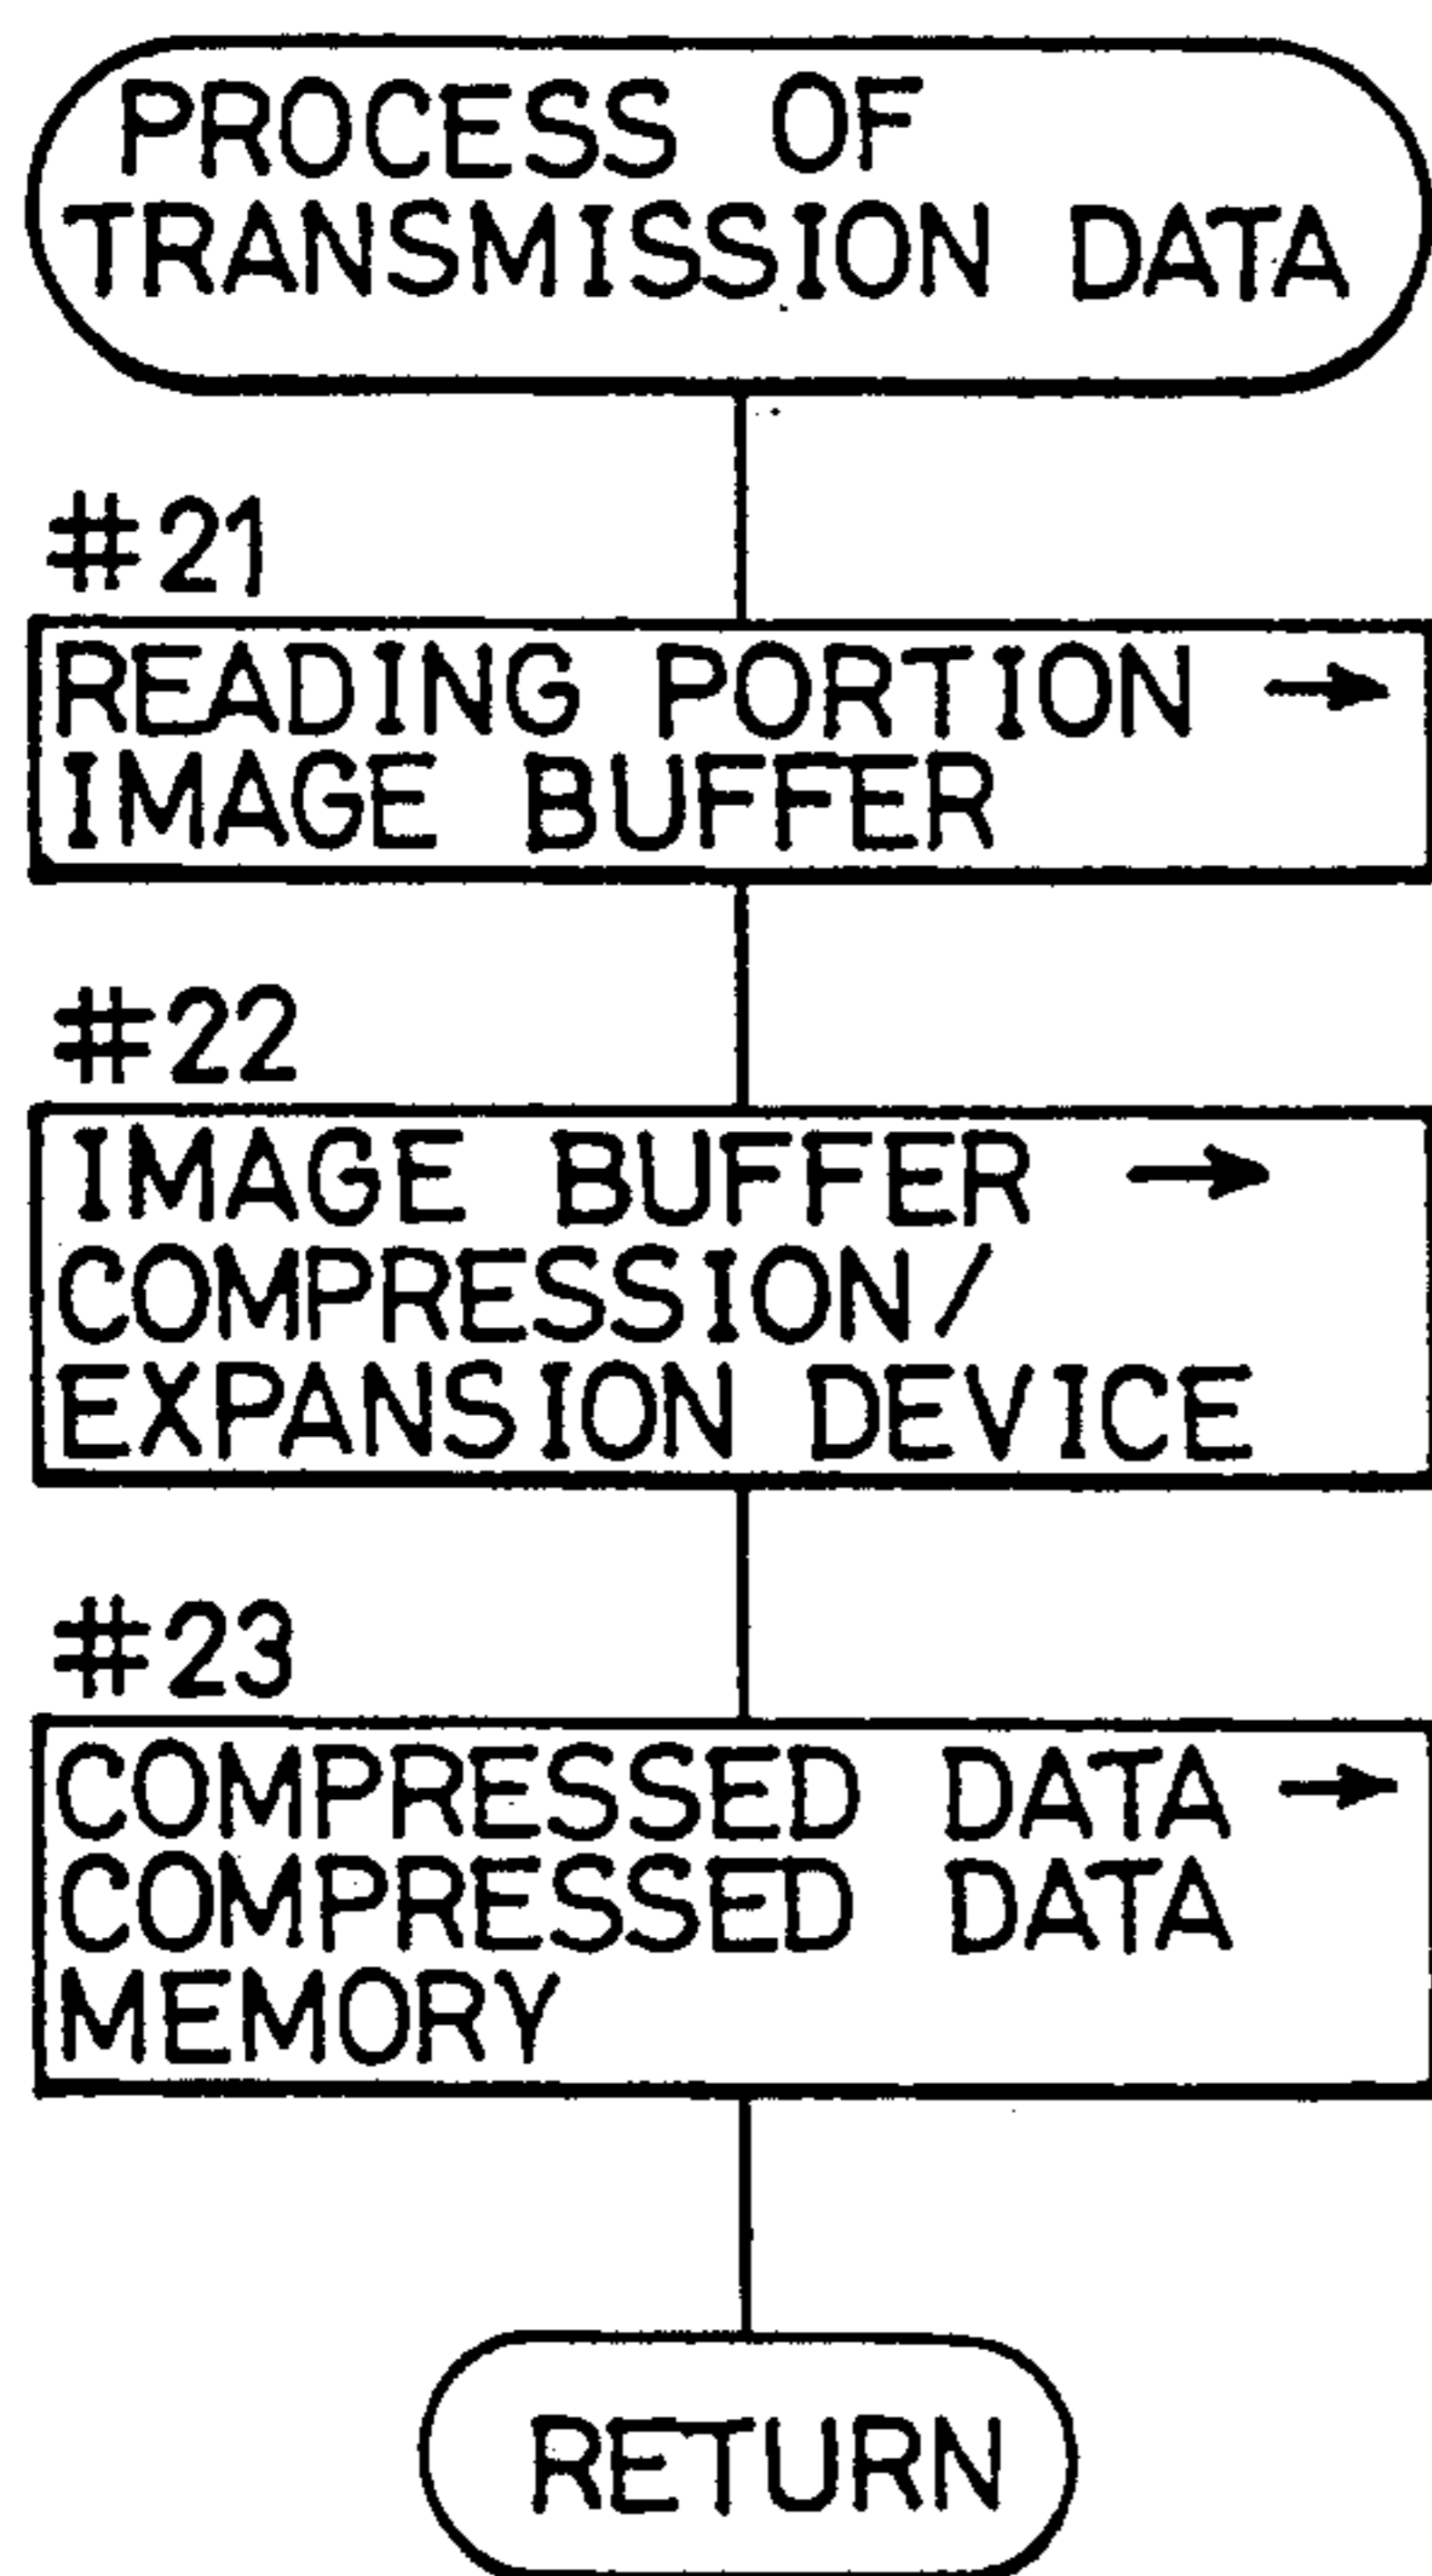 PROCESS OF
TRANSMISSION DATA
#21
READING PORTION →
IMAGE BUFFER
#22
IMAGE BUFFER →
COMPRESSION/
EXPANSION DEVICE
#23
COMPRESSED DATA →
COMPRESSED DATA
MEMORY
RETURN